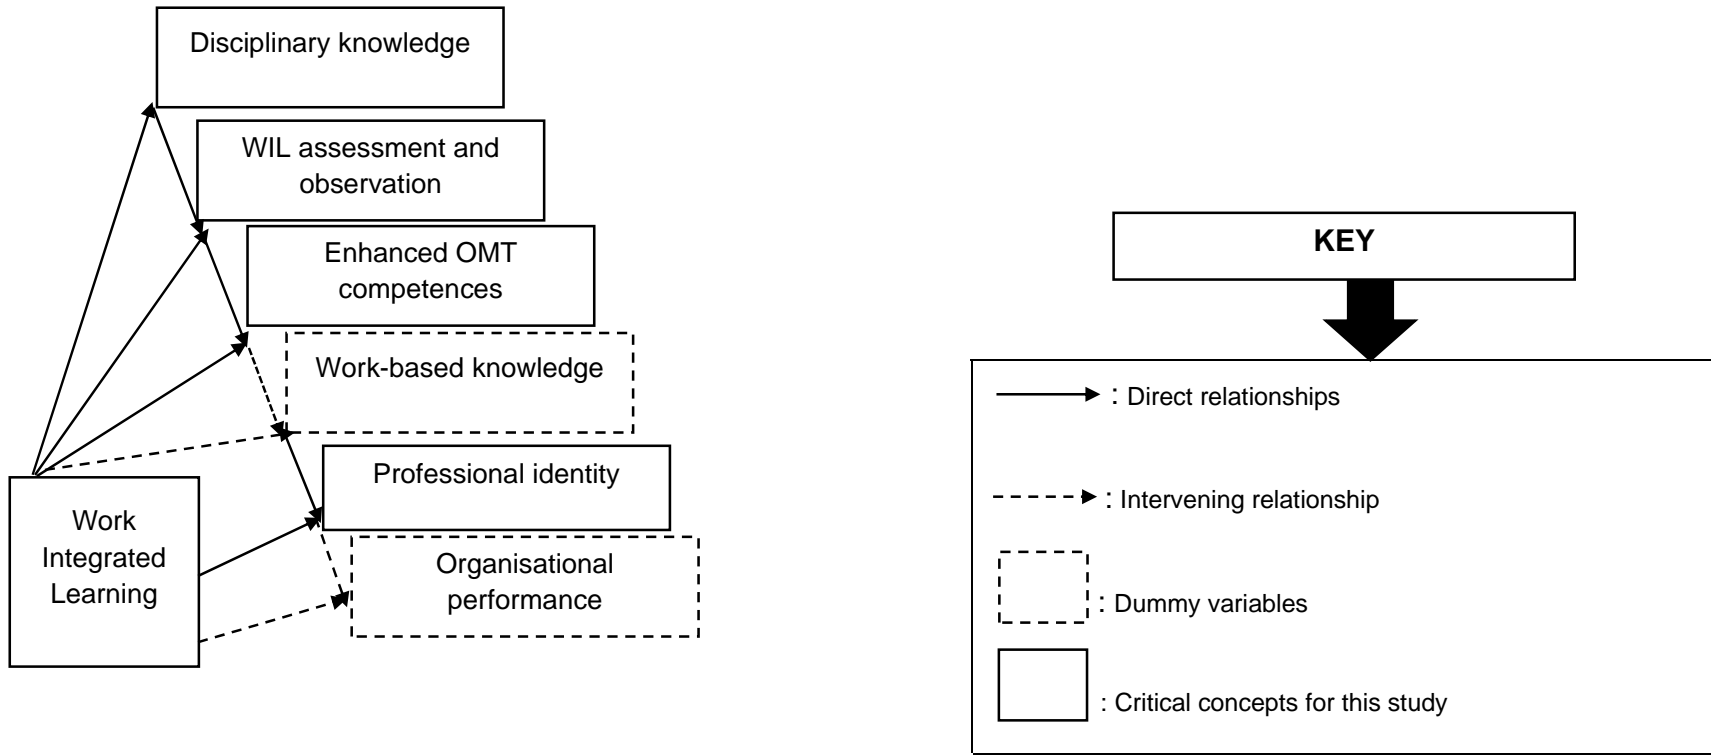 Disciplinary knowledge
WIL assessment and
observation
Enhanced OMT
competences
Work-based knowledge
Professional identity
Organisational
performance
Work
Integrated
Learning
KEY
: Direct relationships
: Intervening relationship
: Dummy variables
: Critical concepts for this study